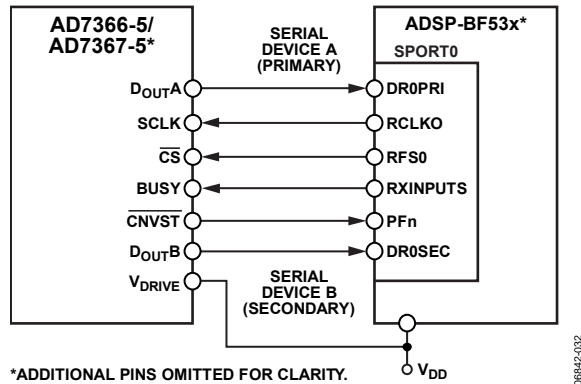 AD7366-5/
AD7367-5*
SERIAL
DEVICE A
(PRIMARY)
ADSP-BF53x*
SPORT0
DOUTA
DR0PRI
SCLK
RCLKO
CS
RFS0
BUSY
RXINPUTS
CNVST
PFn
DOUTB
DR0SEC
VDRIVE
SERIAL
DEVICE B
(SECONDARY)
VDD
*ADDITIONAL PINS OMITTED FOR CLARITY.
06842-032